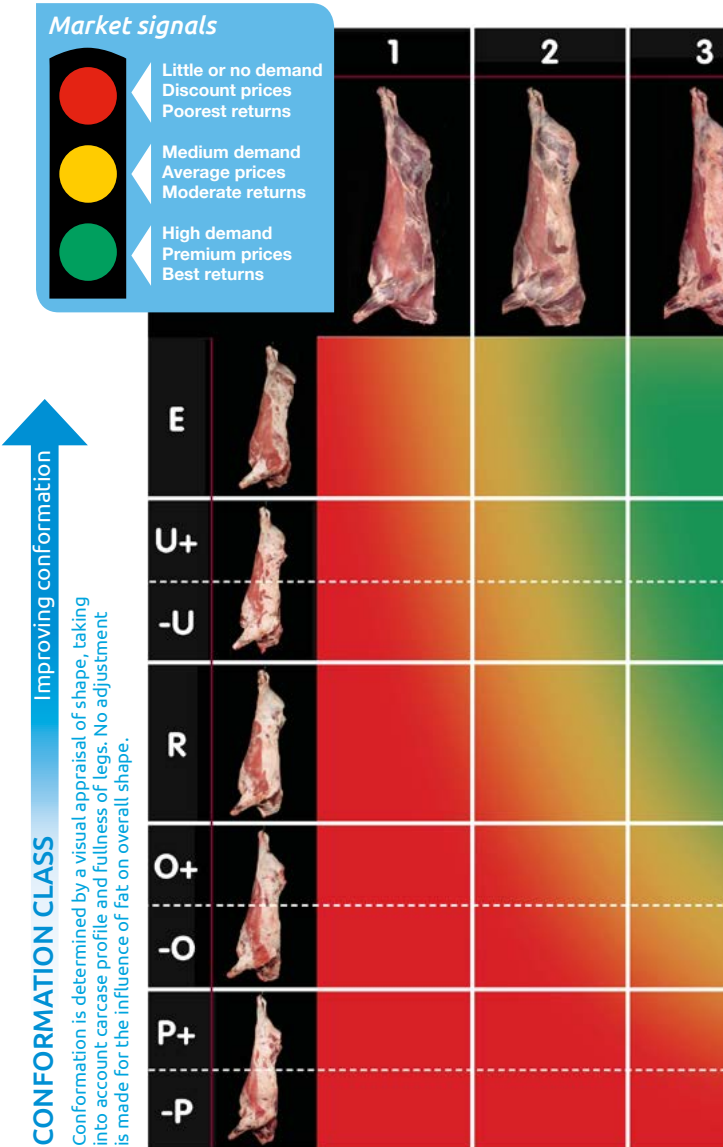 Market signals
Little or no demand
Discount prices
Poorest returns
Medium demand
Average prices
Moderate returns
High demand
Premium prices
Best returns
1
2
3
E
U+
-U
R
O+
-O
P+
-P
CONFORMATION CLASS
Improving conformation
Conformation is determined by a visual appraisal of shape, taking
into account carcase profile and fullness of legs. No adjustment
is made for the influence of fat on overall shape.